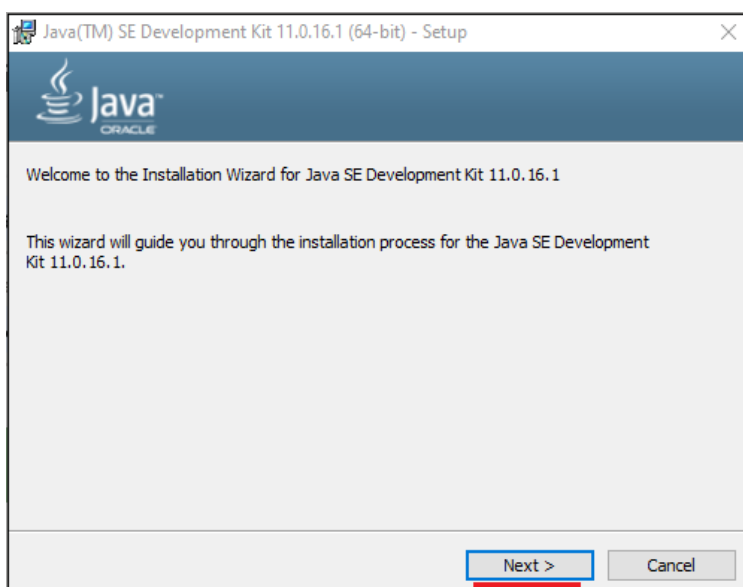 Java(TM) SE Development Kit 11.0.16.1 (64-bit) - Setup
Java™
ORACLE
Welcome to the Installation Wizard for Java SE Development Kit 11.0.16.1
This wizard will guide you through the installation process for the Java SE Development
Kit 11.0.16.1.
Next >
Cancel